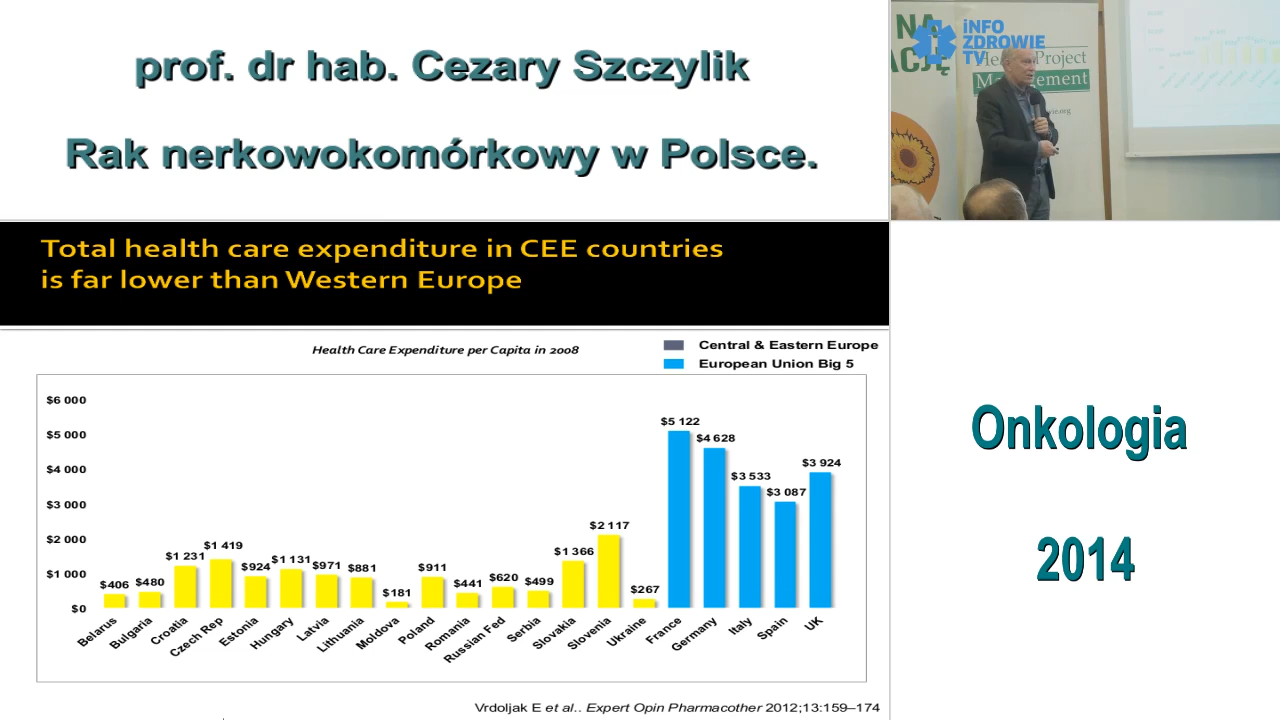 prof. dr hab. Cezary Szczylik
Rak nerkowokomórkowy w Polsce.
NA
ACJĘ
iNFO
ZDROWIE
TV
Project
Management
Total health care expenditure in CEE countries
is far lower than Western Europe
Health Care Expenditure per Capita in 2008
Central & Eastern Europe
European Union Big 5
$6 000
$5 000
$4 000
$3 000
$2 000
$1 000
$0
$406
$480
$1 231
$1 419
$924
$1 131
$971
$881
$181
$911
$441
$620
$499
$1 366
$2 117
$267
$5 122
$4 628
$3 533
$3 087
$3 924
Belarus
Bulgaria
Croatia
Czech Rep
Estonia
Hungary
Latvia
Lithuania
Moldova
Poland
Romania
Russian Fed
Serbia
Slovakia
Slovenia
Ukraine
France
Germany
Italy
Spain
UK
Vrdoljak E et al.. Expert Opin Pharmacother 2012;13:159–174
Onkologia
2014